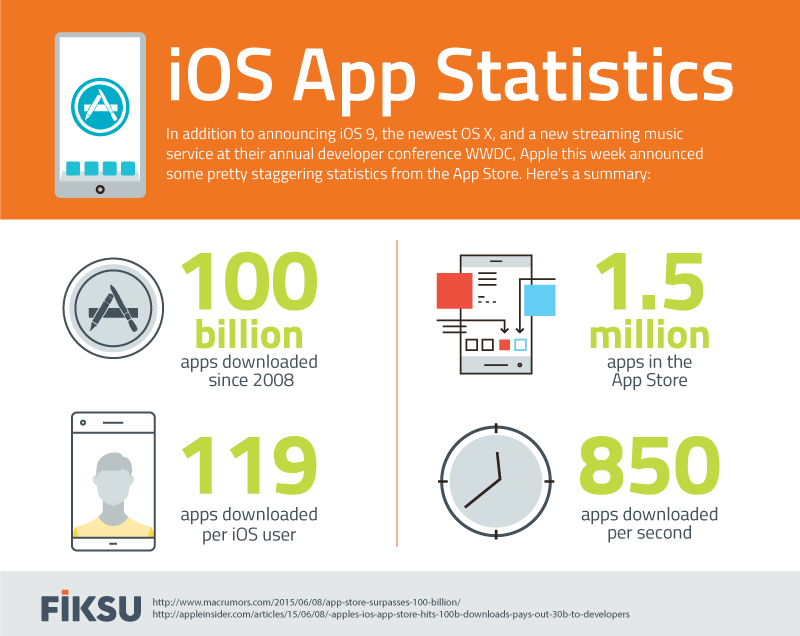 iOS App Statistics
In addition to announcing iOS 9, the newest OS X, and a new streaming music
service at their annual developer conference WWDC, Apple this week announced
some pretty staggering statistics from the App Store. Here's a summary:
100
billion
apps downloaded
since 2008
1.5
million
apps in the
App Store
119
apps downloaded
per iOS user
850
apps downloaded
per second
FIKSU
http://www.macrumors.com/2015/06/08/app-store-surpasses-100-billion/
http://appleinsider.com/articles/15/06/08/-apples-ios-app-store-hits-100b-downloads-pays-out-30b-to-developers